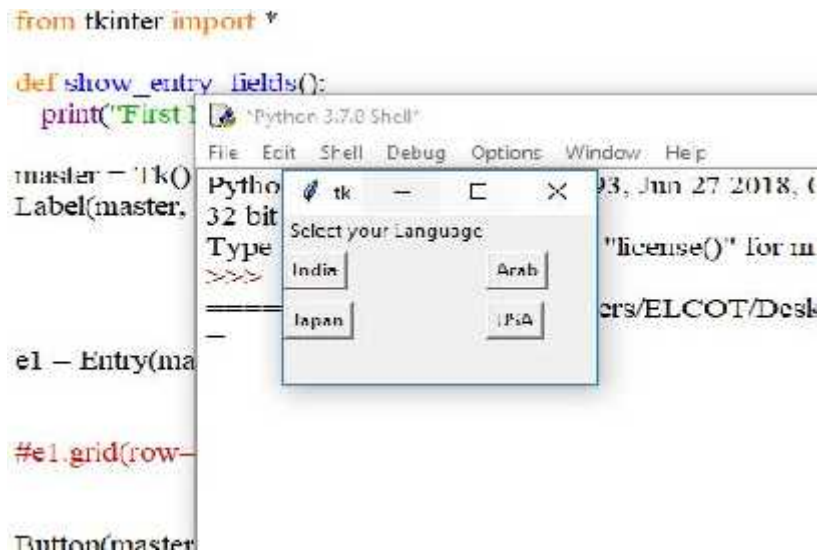 from tkinter import *
def show_entry_fields():
print("First
*Python 3.7.0 Shell*
File Edit Shell Debug Options Window Help
master = Tk()
Label(master,
Pytho
93, Jun 27 2018,
32 bit
Type
"license()" for
>>>
ers/ELCOT/Desk
tk
Select your Language
India
Arab
Japan
USA
e1 = Entry(ma
#e1.grid(row=
Button(master